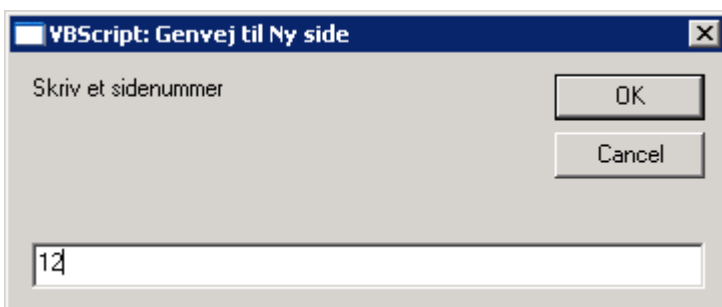 VBScript: Genvej til Ny side
Skriv et sidenummer
OK
Cancel
12